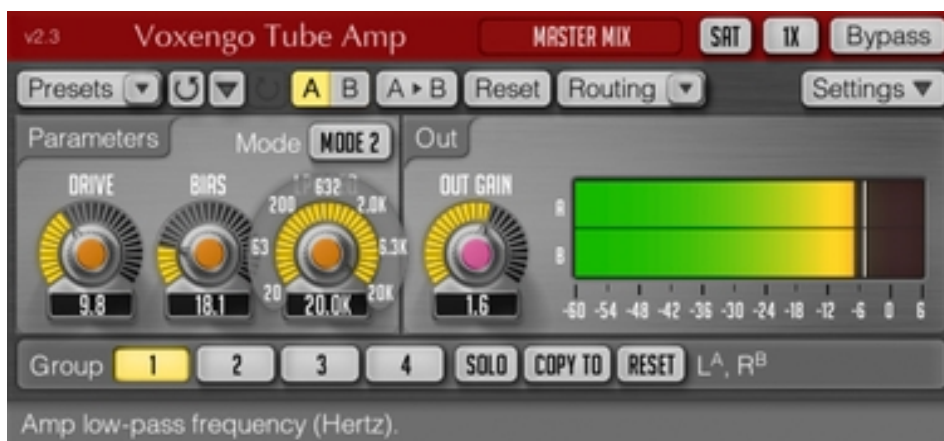 v2.3 Voxengo Tube Amp MASTER MIX SAT 1X Bypass
Presets A B A ▸ B Reset Routing Settings
Parameters Mode MODE 2 Out
DRIVE BIAS 632 OUT GAIN
200 2.0K
A
63 6.3K
B
20 20K
9.8 18.1 20.0K 1.6
-60 -54 -48 -42 -36 -30 -24 -18 -12 -6 0 6
Group 1 2 3 4 SOLO COPY TO RESET Lᴬ, Rᴮ
Amp low-pass frequency (Hertz).